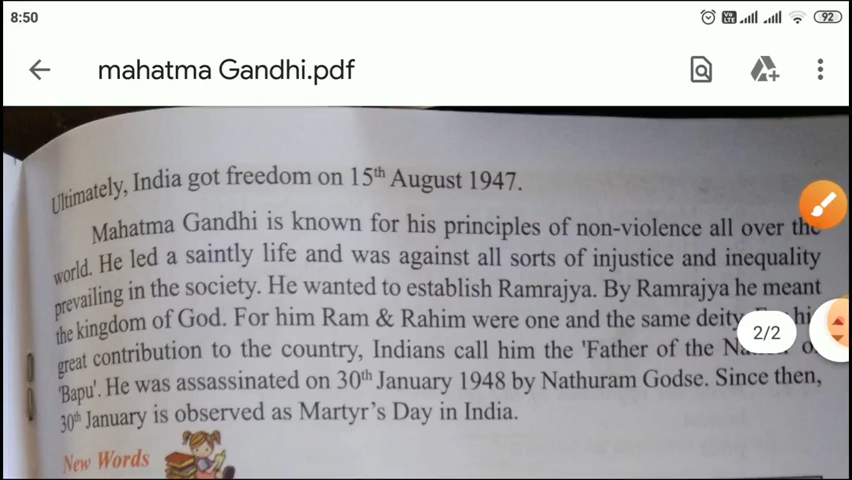 8:50
92
mahatma Gandhi.pdf
Ultimately, India got freedom on 15th August 1947.
Mahatma Gandhi is known for his principles of non-violence all over the
world. He led a saintly life and was against all sorts of injustice and inequality
prevailing in the society. He wanted to establish Ramrajya. By Ramrajya he meant
the kingdom of God. For him Ram & Rahim were one and the same deity.
2/2
great contribution to the country, Indians call him the 'Father of the
'Bapu'. He was assassinated on 30th January 1948 by Nathuram Godse. Since then,
30th January is observed as Martyr's Day in India.
New Words